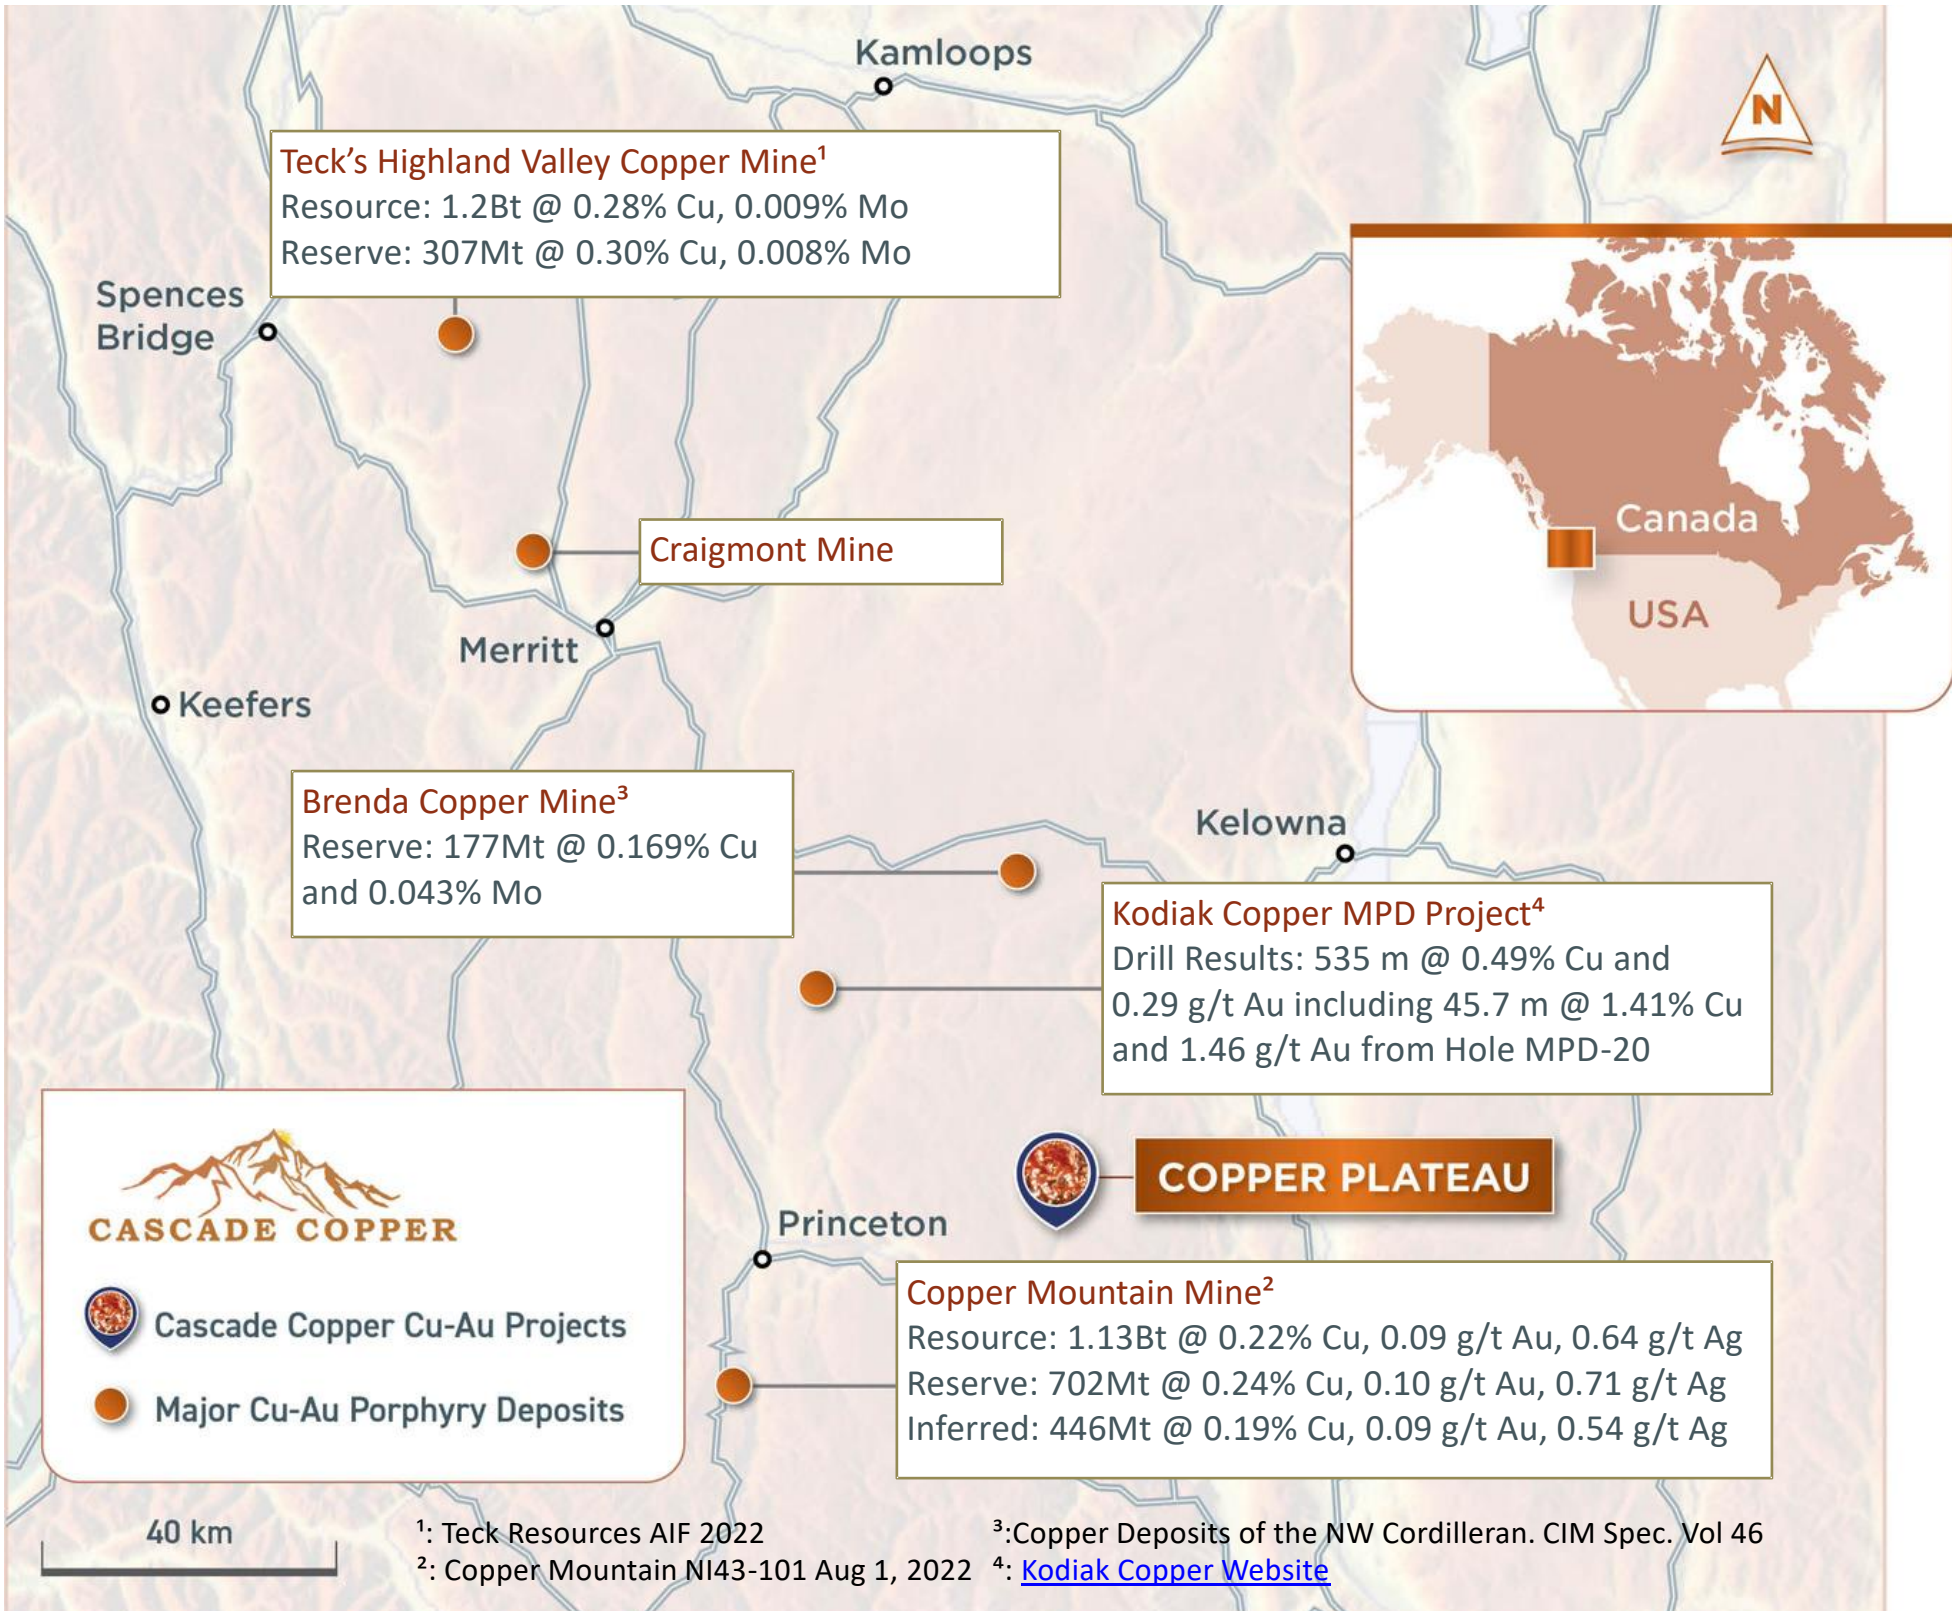 Kamloops
N
Teck’s Highland Valley Copper Mine¹
Resource: 1.2Bt @ 0.28% Cu, 0.009% Mo
Reserve: 307Mt @ 0.30% Cu, 0.008% Mo
Spences
Bridge
Canada
USA
Craigmont Mine
Merritt
Keefers
Brenda Copper Mine³
Reserve: 177Mt @ 0.169% Cu
and 0.043% Mo
Kelowna
Kodiak Copper MPD Project⁴
Drill Results: 535 m @ 0.49% Cu and
0.29 g/t Au including 45.7 m @ 1.41% Cu
and 1.46 g/t Au from Hole MPD-20
COPPER PLATEAU
Princeton
Copper Mountain Mine²
Resource: 1.13Bt @ 0.22% Cu, 0.09 g/t Au, 0.64 g/t Ag
Reserve: 702Mt @ 0.24% Cu, 0.10 g/t Au, 0.71 g/t Ag
Inferred: 446Mt @ 0.19% Cu, 0.09 g/t Au, 0.54 g/t Ag
CASCADE COPPER
Cascade Copper Cu-Au Projects
Major Cu-Au Porphyry Deposits
40 km
¹: Teck Resources AIF 2022
²: Copper Mountain NI43-101 Aug 1, 2022
³:Copper Deposits of the NW Cordilleran. CIM Spec. Vol 46
⁴: Kodiak Copper Website